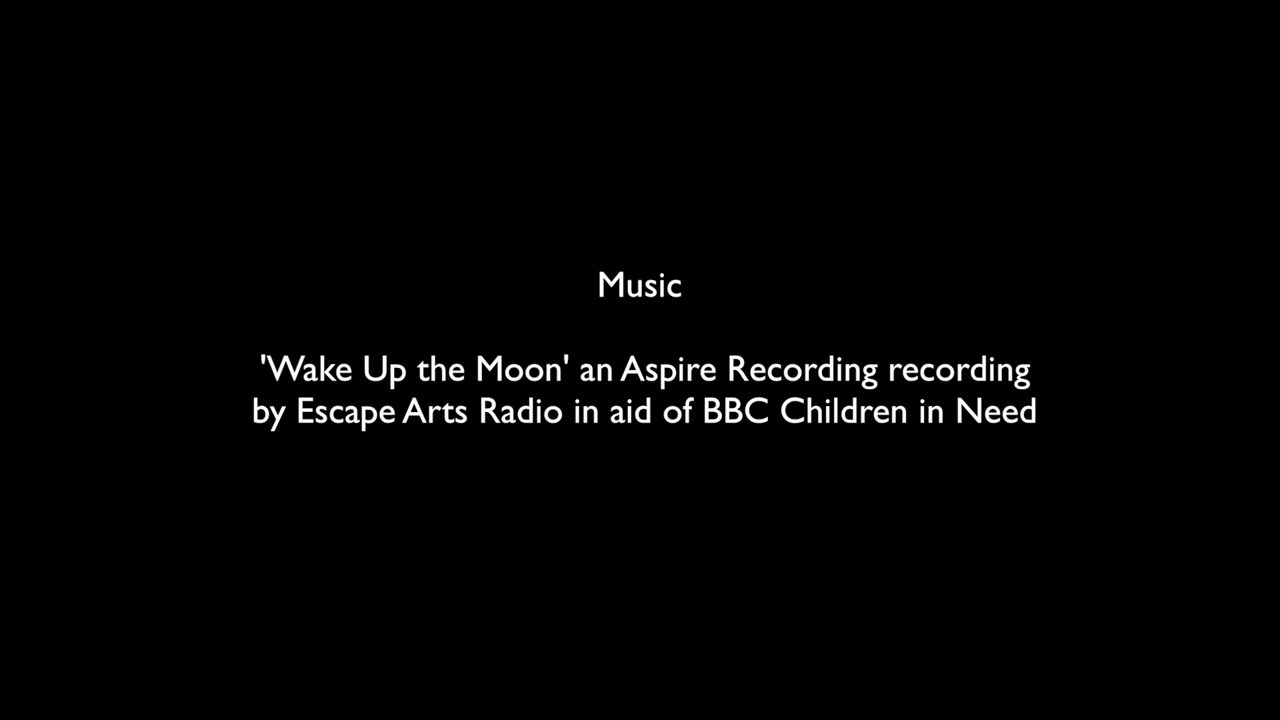 Music
'Wake Up the Moon' an Aspire Recording recording
by Escape Arts Radio in aid of BBC Children in Need